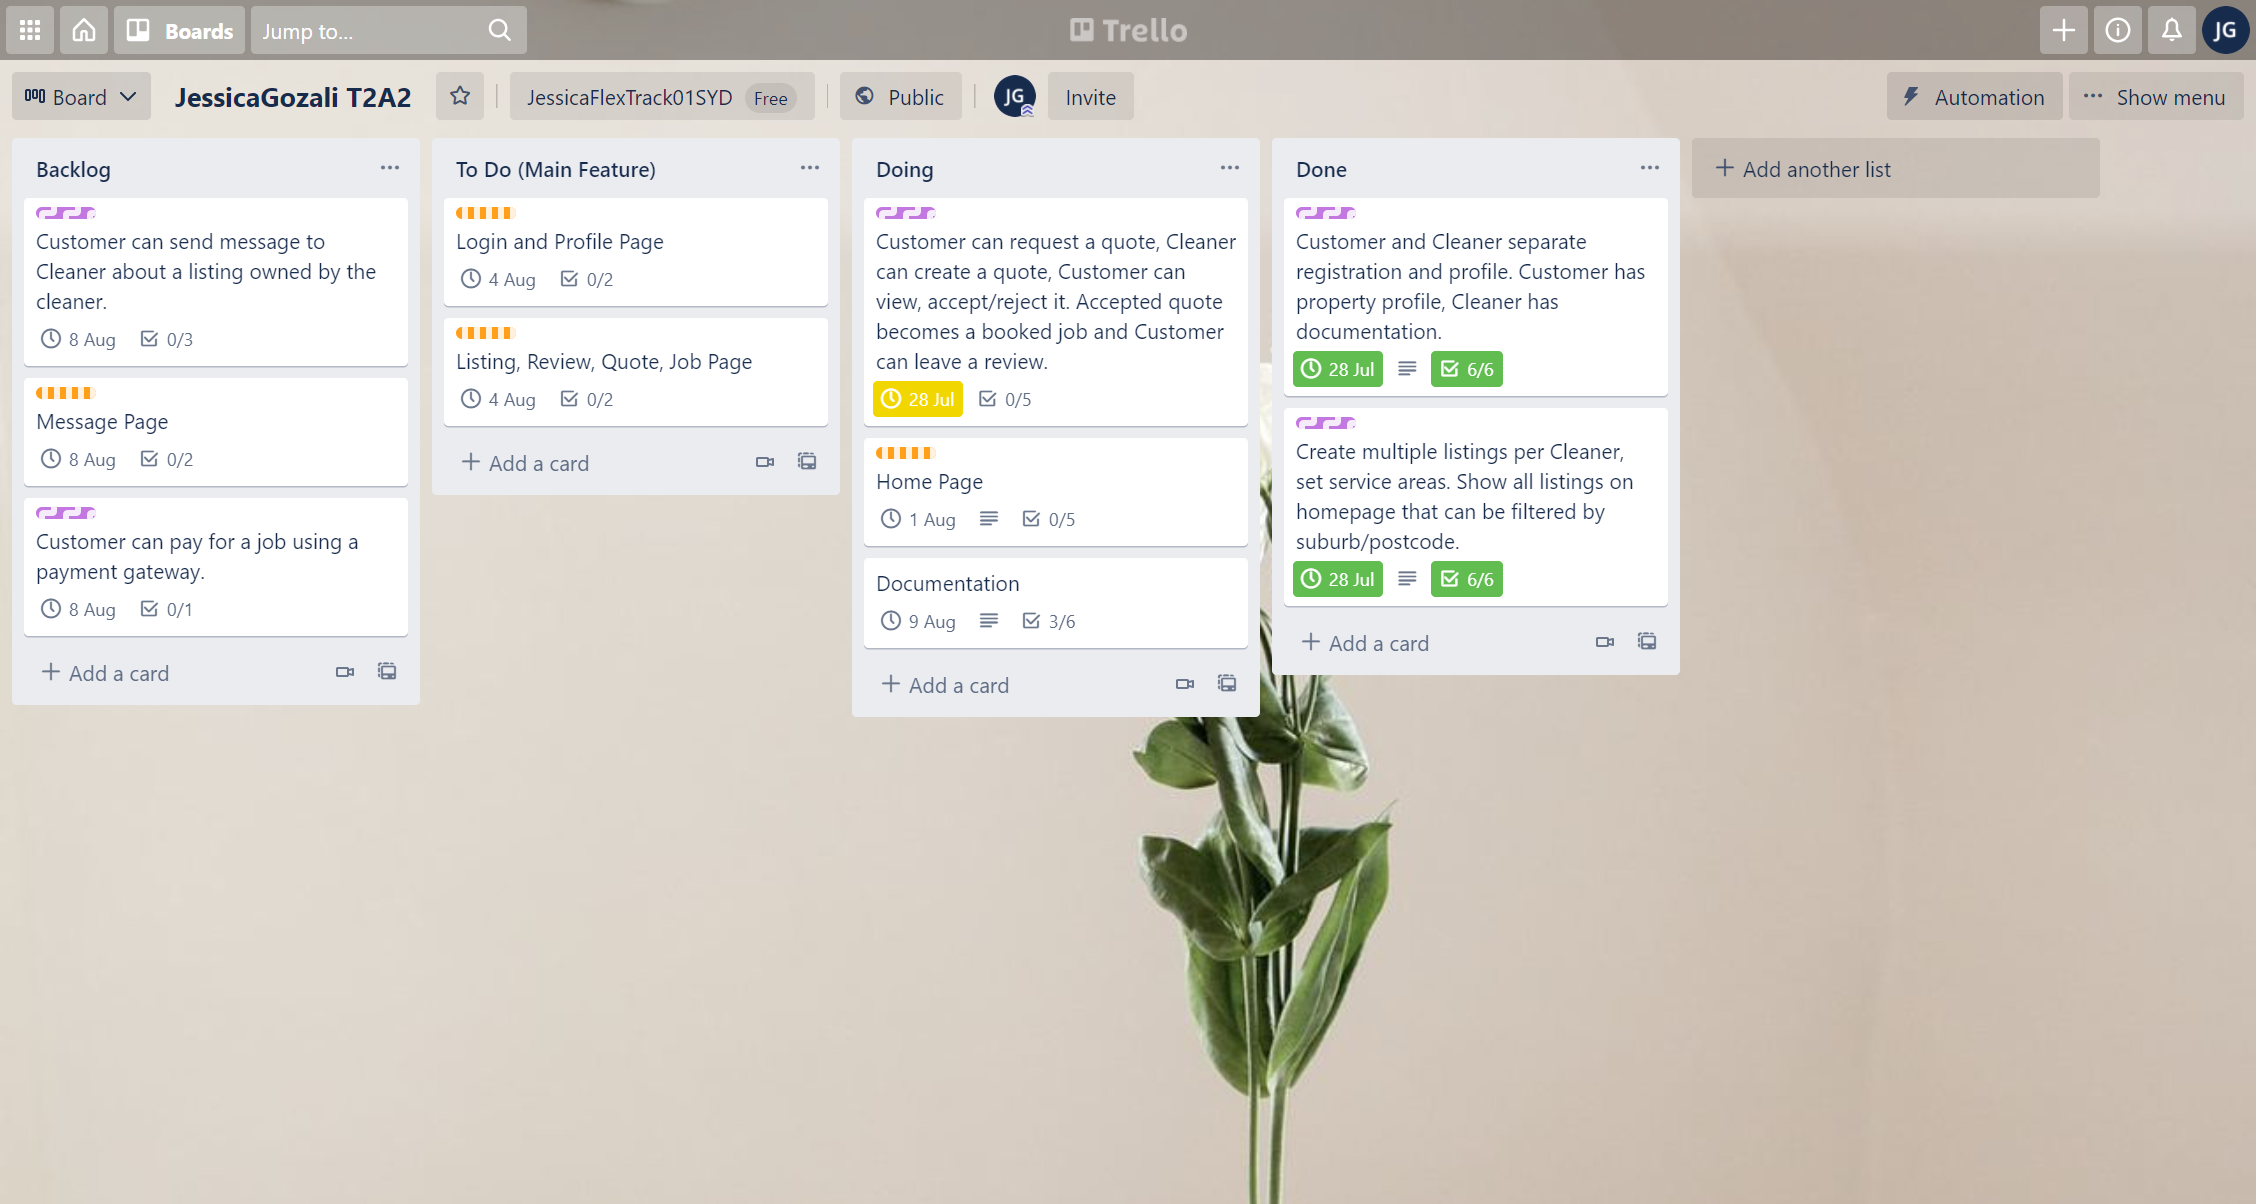 Boards
Jump to...
Trello
JG
Board
JessicaGozali T2A2
JessicaFlexTrack01SYD Free
Public
JG
Invite
Automation
Show menu
Backlog
Customer can send message to
Cleaner about a listing owned by the
cleaner.
8 Aug 0/3
Message Page
8 Aug 0/2
Customer can pay for a job using a
payment gateway.
8 Aug 0/1
Add a card
To Do (Main Feature)
Login and Profile Page
4 Aug 0/2
Listing, Review, Quote, Job Page
4 Aug 0/2
Add a card
Doing
Customer can request a quote, Cleaner
can create a quote, Customer can
view, accept/reject it. Accepted quote
becomes a booked job and Customer
can leave a review.
28 Jul 0/5
Home Page
1 Aug 0/5
Documentation
9 Aug 3/6
Add a card
Done
Customer and Cleaner separate
registration and profile. Customer has
property profile, Cleaner has
documentation.
28 Jul 6/6
Create multiple listings per Cleaner,
set service areas. Show all listings on
homepage that can be filtered by
suburb/postcode.
28 Jul 6/6
Add a card
Add another list